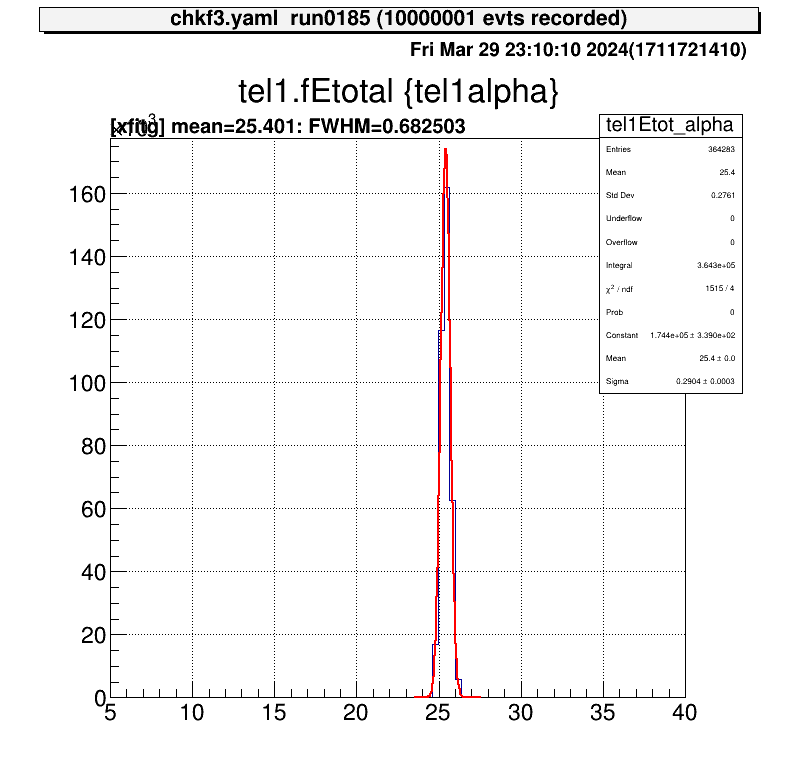 chkf3.yaml run0185 (10000001 evts recorded)
Fri Mar 29 23:10:10 2024(1711721410)
tel1.fEtotal {tel1alpha}
×10³
[xfitg] mean=25.401: FWHM=0.682503
tel1Etot_alpha
Entries 364283
Mean 25.4
Std Dev 0.2761
Underflow 0
Overflow 0
Integral 3.643e+05
χ² / ndf 1515 / 4
Prob 0
Constant 1.744e+05 ± 3.390e+02
Mean 25.4 ± 0.0
Sigma 0.2904 ± 0.0003
160
140
120
100
80
60
40
20
0
5 10 15 20 25 30 35 40